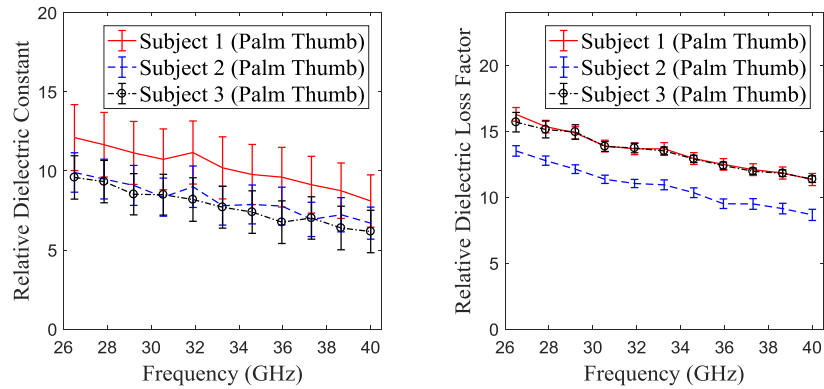 Relative Dielectric Constant
20
15
10
5
0
Subject 1 (Palm Thumb)
Subject 2 (Palm Thumb)
Subject 3 (Palm Thumb)
26 28 30 32 34 36 38 40
Frequency (GHz)
Relative Dielectric Loss Factor
20
15
10
5
0
Subject 1 (Palm Thumb)
Subject 2 (Palm Thumb)
Subject 3 (Palm Thumb)
26 28 30 32 34 36 38 40
Frequency (GHz)